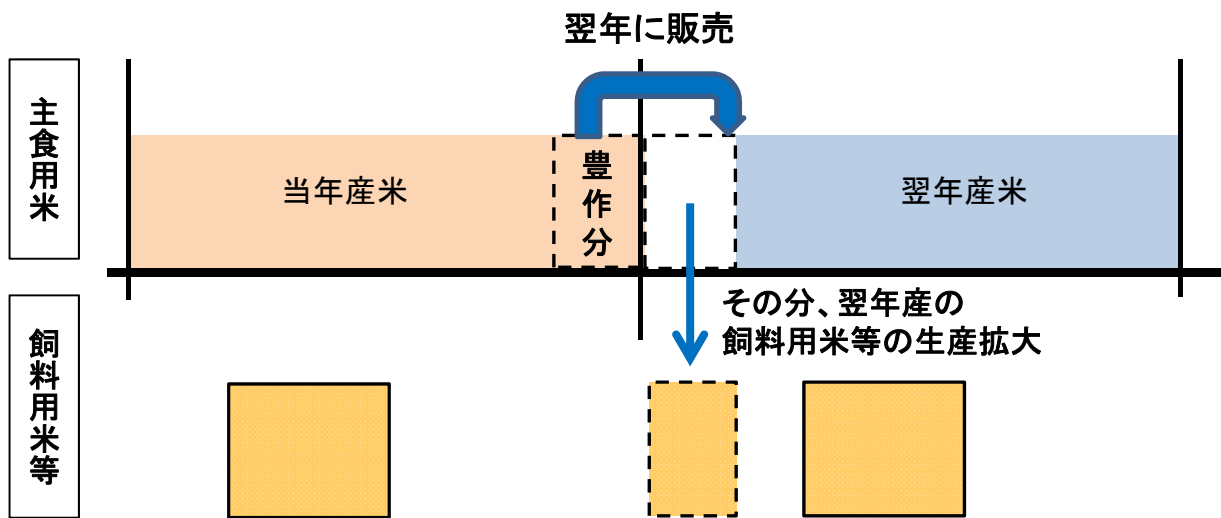 翌年に販売
主食用米
当年産米
豊作分
翌年産米
その分、翌年産の
飼料用米等の生産拡大
飼料用米等